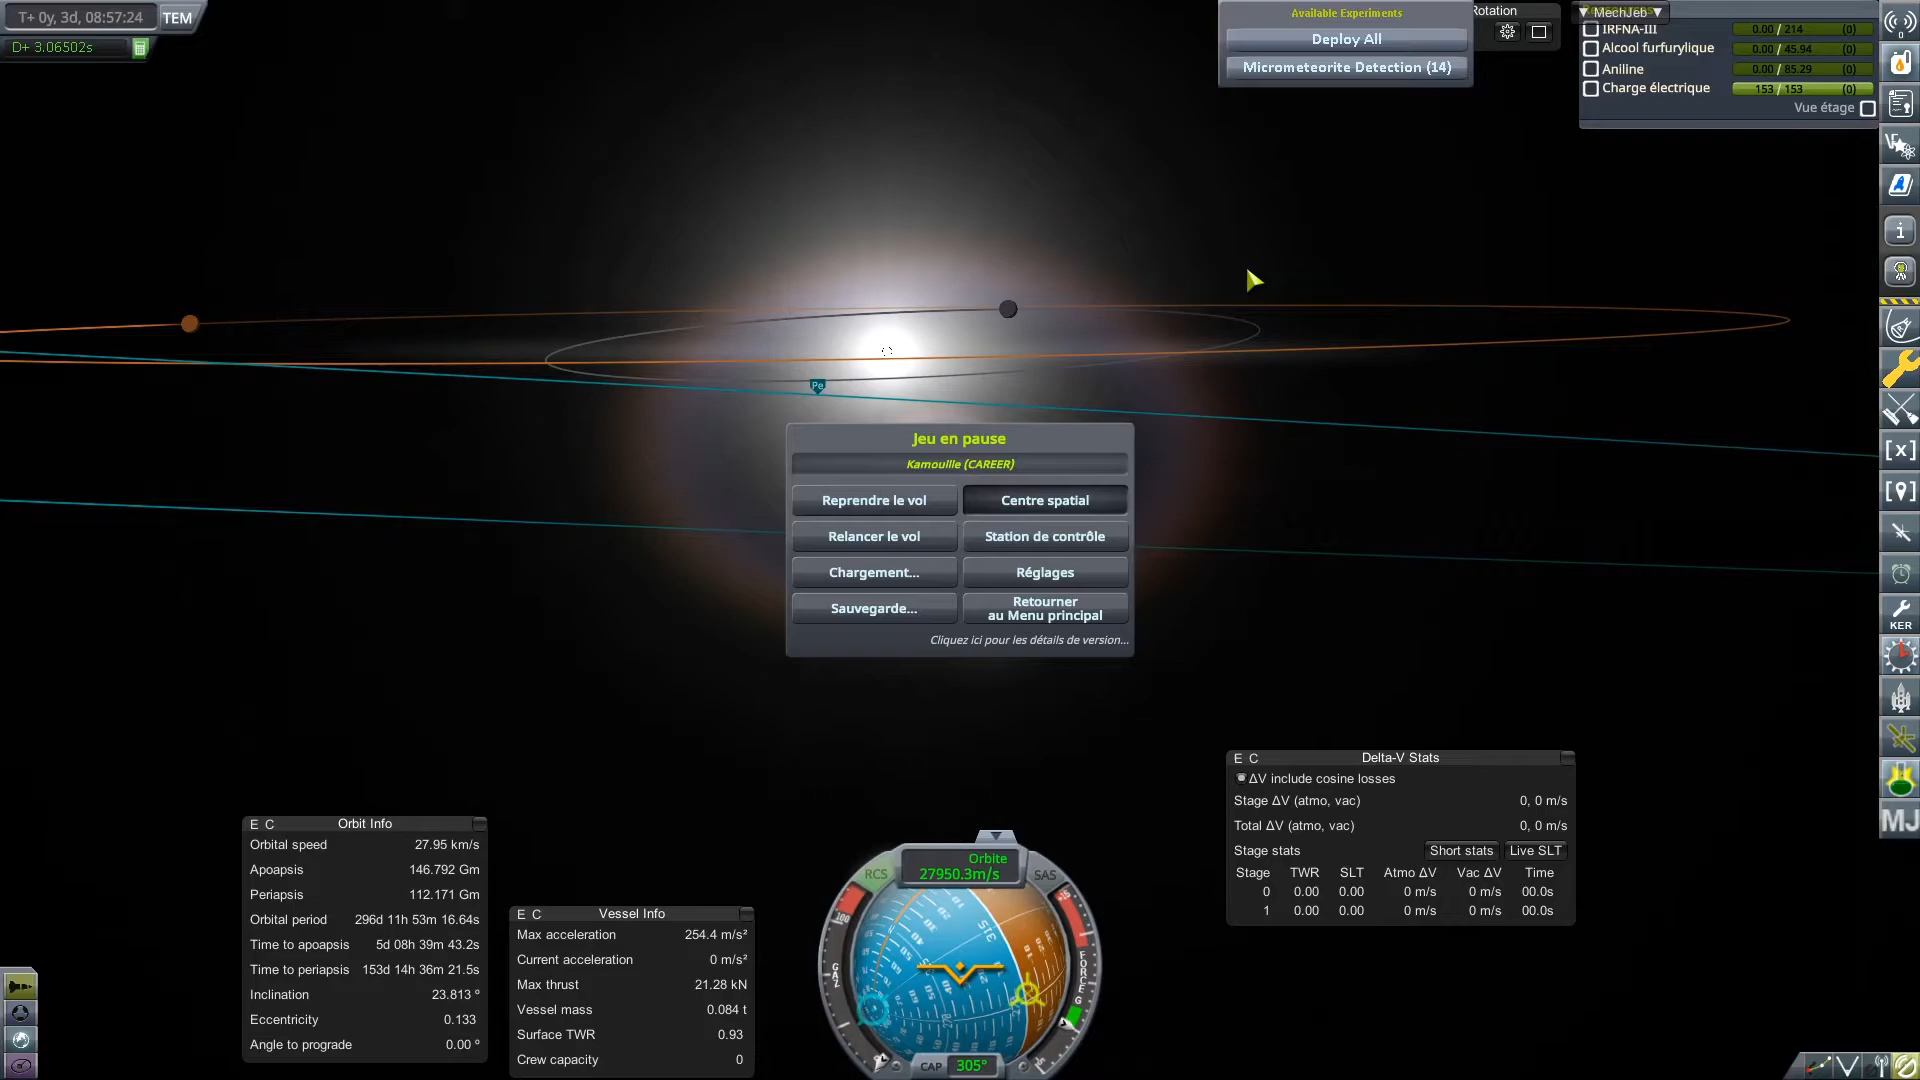 T+ 0y, 3d, 08:57:24 TEM
D+ 3.06502s
Available Experiments
Deploy All
Micrometeorite Detection (14)
Rotation
▼ MechJeb ▼
IRFNA-III 0.00 / 214 (0)
Alcool furfurylique 0.00 / 45.94 (0)
Aniline 0.00 / 85.29 (0)
Charge électrique 153 / 153 (0)
Vue étage
Pe
Jeu en pause
Kamouille (CAREER)
Reprendre le vol Centre spatial
Relancer le vol Station de contrôle
Chargement... Réglages
Sauvegarde... Retourner
au Menu principal
Cliquez ici pour les détails de version...
KER
MJ
E C Delta-V Stats
ΔV include cosine losses
Stage ΔV (atmo, vac) 0, 0 m/s
Total ΔV (atmo, vac) 0, 0 m/s
Stage stats Short stats Live SLT
Stage TWR SLT Atmo ΔV Vac ΔV Time
0 0.00 0.00 0 m/s 0 m/s 00.0s
1 0.00 0.00 0 m/s 0 m/s 00.0s
E C Orbit Info
Orbital speed 27.95 km/s
Apoapsis 146.792 Gm
Periapsis 112.171 Gm
Orbital period 296d 11h 53m 16.64s
Time to apoapsis 5d 08h 39m 43.2s
Time to periapsis 153d 14h 36m 21.5s
Inclination 23.813 º
Eccentricity 0.133
Angle to prograde 0.00 º
E C Vessel Info
Max acceleration 254.4 m/s²
Current acceleration 0 m/s²
Max thrust 21.28 kN
Vessel mass 0.084 t
Surface TWR 0.93
Crew capacity 0
Orbite
27950.3m/s
RCS SAS
100
GAZ
FORCE G
315
CAP 305°